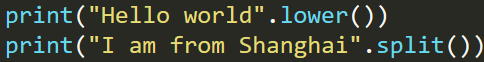 print("Hello world".lower())
print("I am from Shanghai".split())